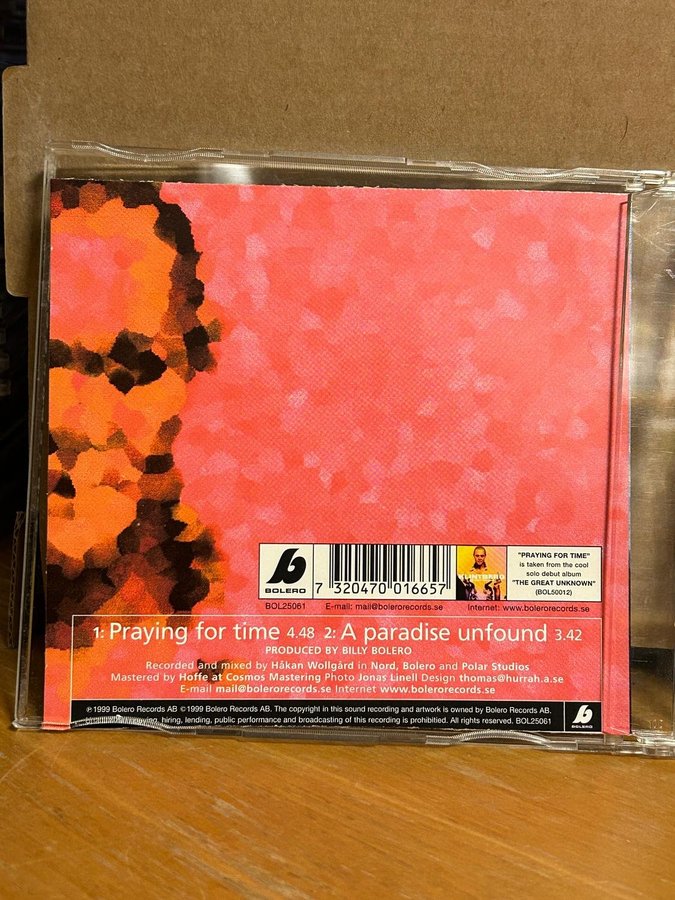 BOLERO
7 320470 016657
"PRAYING FOR TIME"
is taken from the cool
solo debut album
"THE GREAT UNKNOWN"
(BOL50012)
BOL25061
E-mail: mail@bolerorecords.se
Internet: www.bolerorecords.se
1: Praying for time 4.48 2: A paradise unfound 3.42
PRODUCED BY BILLY BOLERO
Recorded and mixed by Håkan Wollgård in Nord, Bolero and Polar Studios
Mastered by Hoffe at Cosmos Mastering Photo Jonas Linell Design thomas@hurrah.a.se
E-mail mail@bolerorecords.se Internet www.bolerorecords.se
℗ 1999 Bolero Records AB © 1999 Bolero Records AB. The copyright in this sound recording and artwork is owned by Bolero Records AB.
hiring, lending, public performance and broadcasting of this recording is prohibitied. All rights reserved. BOL25061
BOLERO